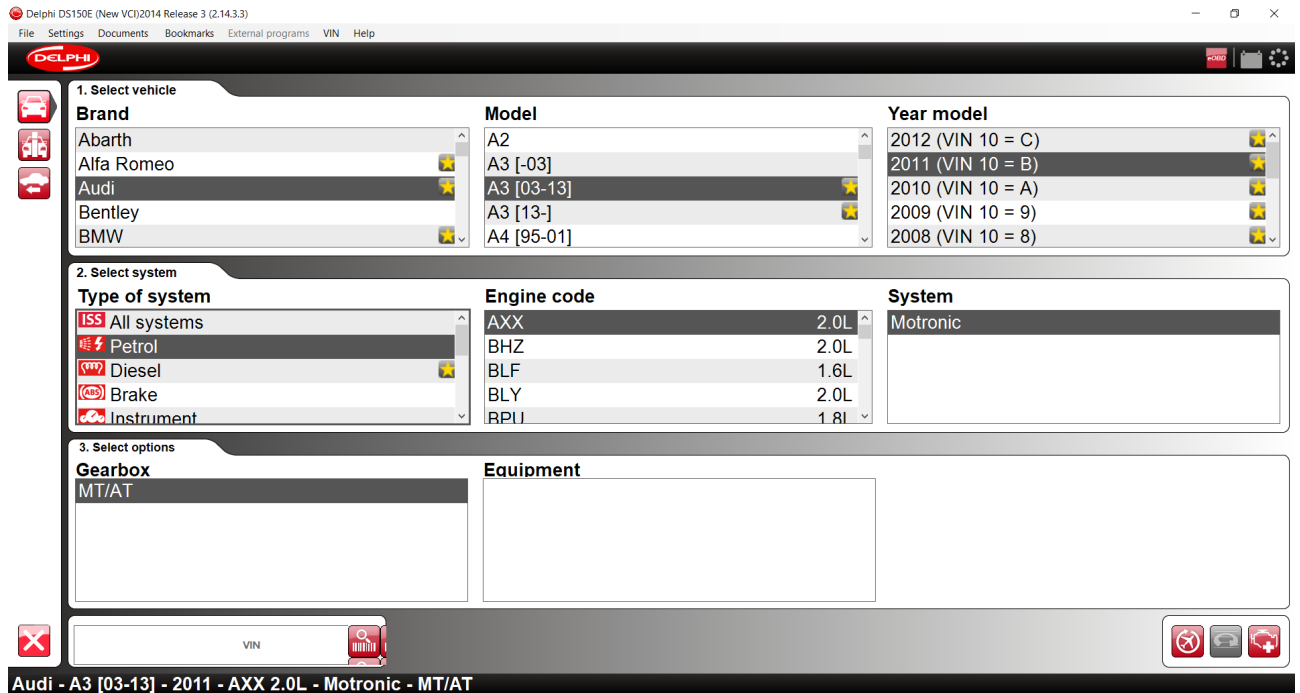 Delphi DS150E (New VCI)2014 Release 3 (2.14.3.3)
File Settings Documents Bookmarks External programs VIN Help
DELPHI
eOBD
1. Select vehicle
Brand Model Year model
Abarth A2 2012 (VIN 10 = C)
Alfa Romeo A3 [-03] 2011 (VIN 10 = B)
Audi A3 [03-13] 2010 (VIN 10 = A)
Bentley A3 [13-] 2009 (VIN 10 = 9)
BMW A4 [95-01] 2008 (VIN 10 = 8)
2. Select system
Type of system Engine code System
ISS All systems AXX 2.0L Motronic
Petrol BHZ 2.0L
Diesel BLF 1.6L
ABS Brake BLY 2.0L
Instrument BPU 1.8L
3. Select options
Gearbox Equipment
MT/AT
VIN
Audi - A3 [03-13] - 2011 - AXX 2.0L - Motronic - MT/AT